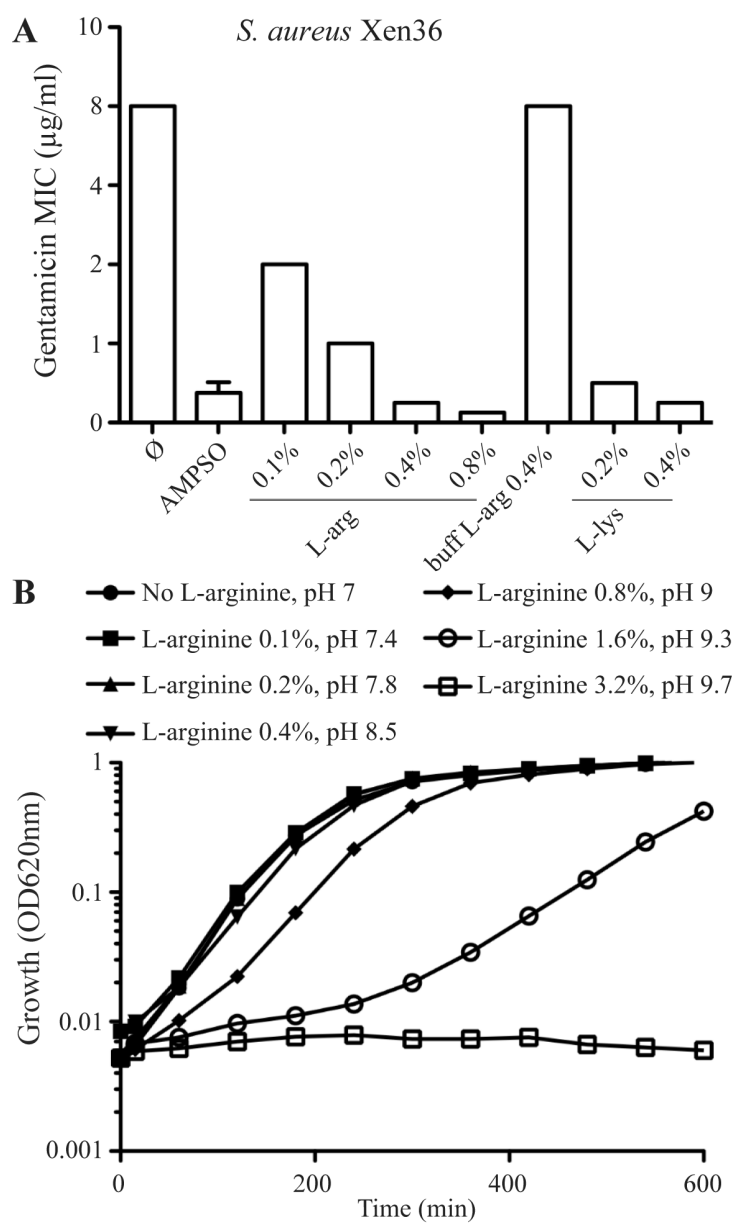 A
S. aureus Xen36
Gentamicin MIC (µg/ml)
10
8
4
2
1
0
Ø
AMPSO
0.1%
0.2%
0.4%
0.8%
buff L-arg 0.4%
0.2%
0.4%
L-arg
L-lys
B
No L-arginine, pH 7
L-arginine 0.1%, pH 7.4
L-arginine 0.2%, pH 7.8
L-arginine 0.4%, pH 8.5
L-arginine 0.8%, pH 9
L-arginine 1.6%, pH 9.3
L-arginine 3.2%, pH 9.7
Growth (OD620nm)
1
0.1
0.01
0.001
0
200
400
600
Time (min)